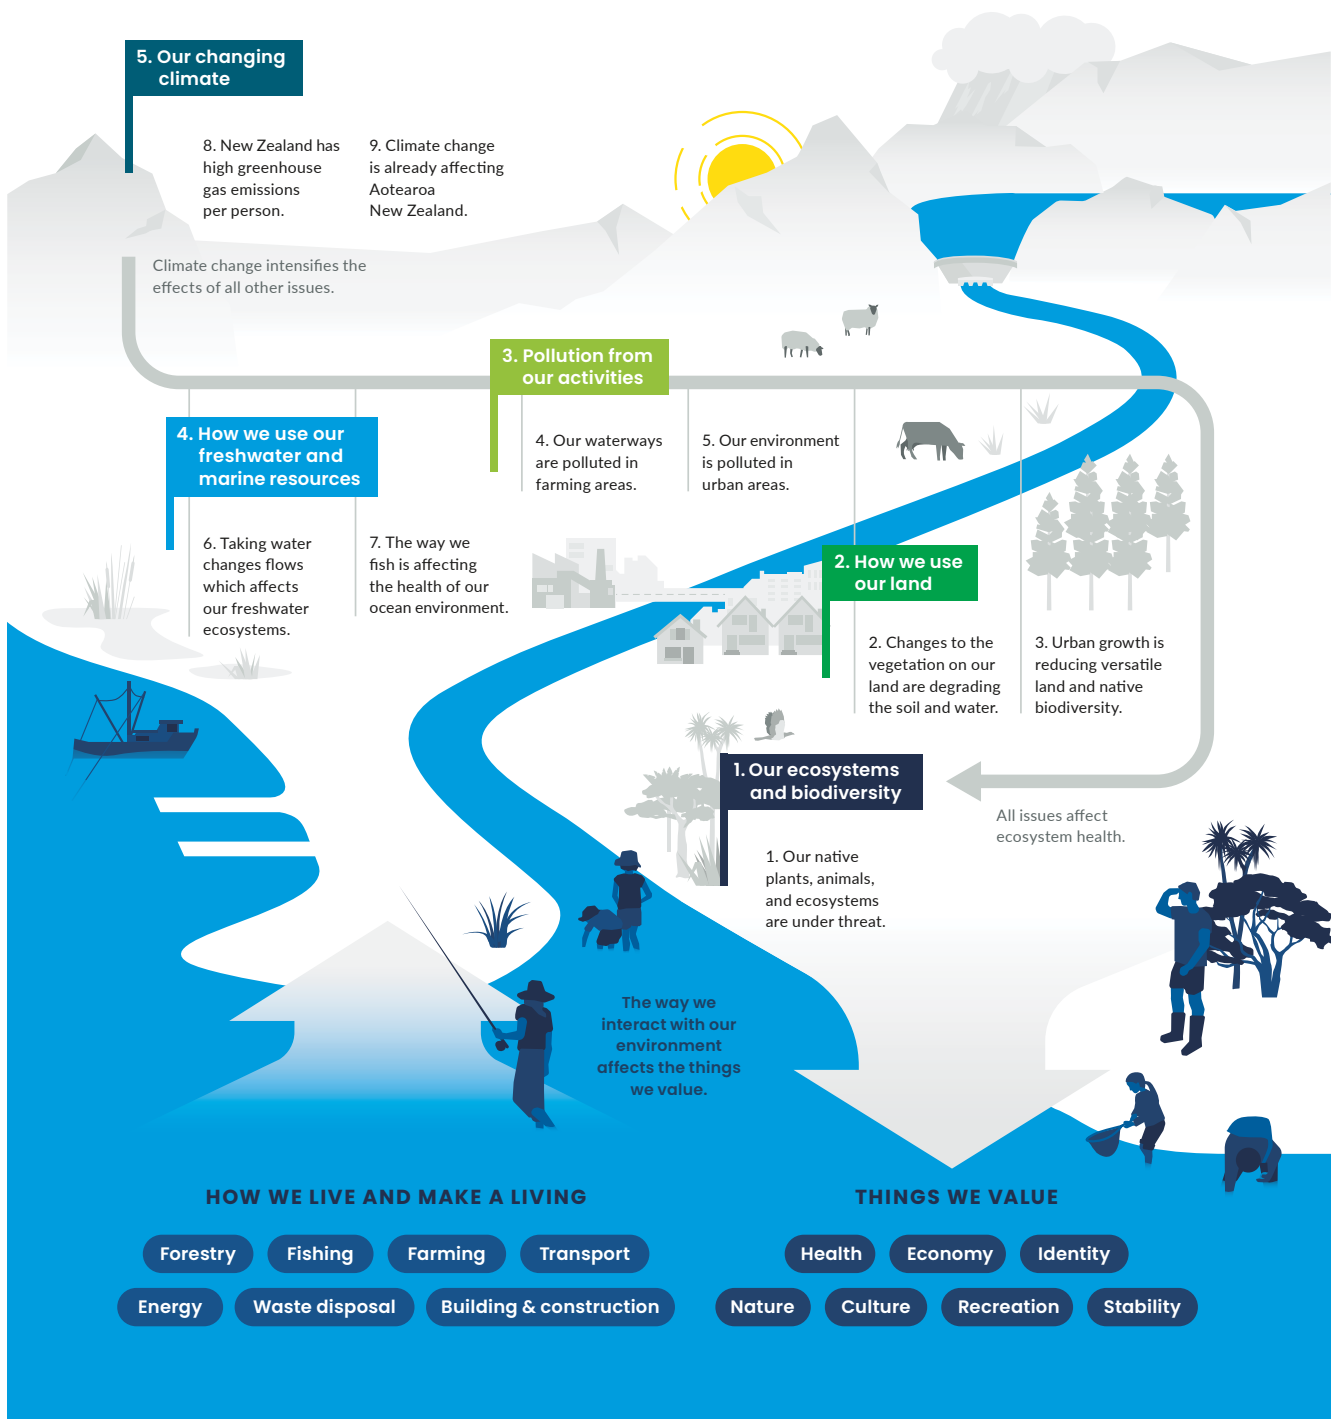 5. Our changing
climate
8. New Zealand has
high greenhouse
gas emissions
per person.
9. Climate change
is already affecting
Aotearoa
New Zealand.
Climate change intensifies the
effects of all other issues.
3. Pollution from
our activities
4. Our waterways
are polluted in
farming areas.
5. Our environment
is polluted in
urban areas.
4. How we use our
freshwater and
marine resources
6. Taking water
changes flows
which affects
our freshwater
ecosystems.
7. The way we
fish is affecting
the health of our
ocean environment.
2. How we use
our land
2. Changes to the
vegetation on our
land are degrading
the soil and water.
3. Urban growth is
reducing versatile
land and native
biodiversity.
1. Our ecosystems
and biodiversity
1. Our native
plants, animals,
and ecosystems
are under threat.
All issues affect
ecosystem health.
The way we
interact with our
environment
affects the things
we value.
HOW WE LIVE AND MAKE A LIVING
Forestry
Fishing
Farming
Transport
Energy
Waste disposal
Building & construction
THINGS WE VALUE
Health
Economy
Identity
Nature
Culture
Recreation
Stability